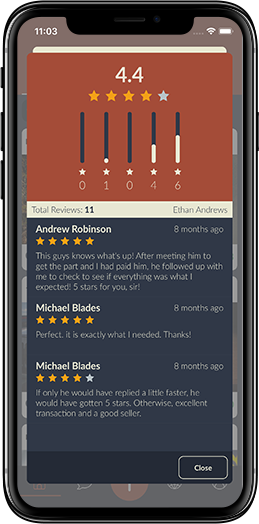 11:03
4.4
0 1 0 4 6
Total Reviews: 11 Ethan Andrews
Andrew Robinson 8 months ago
This guy knows what's up! After meeting him to
get the part and I had paid him, he followed up with
me to check to see if everything was what I
expected! 5 stars for you, sir!
Michael Blades 8 months ago
Perfect, it is exactly what I needed. Thanks!
Michael Blades 8 months ago
If only he would have replied a little faster, he
would have gotten 5 stars. Otherwise, excellent
transaction and a good seller.
Close